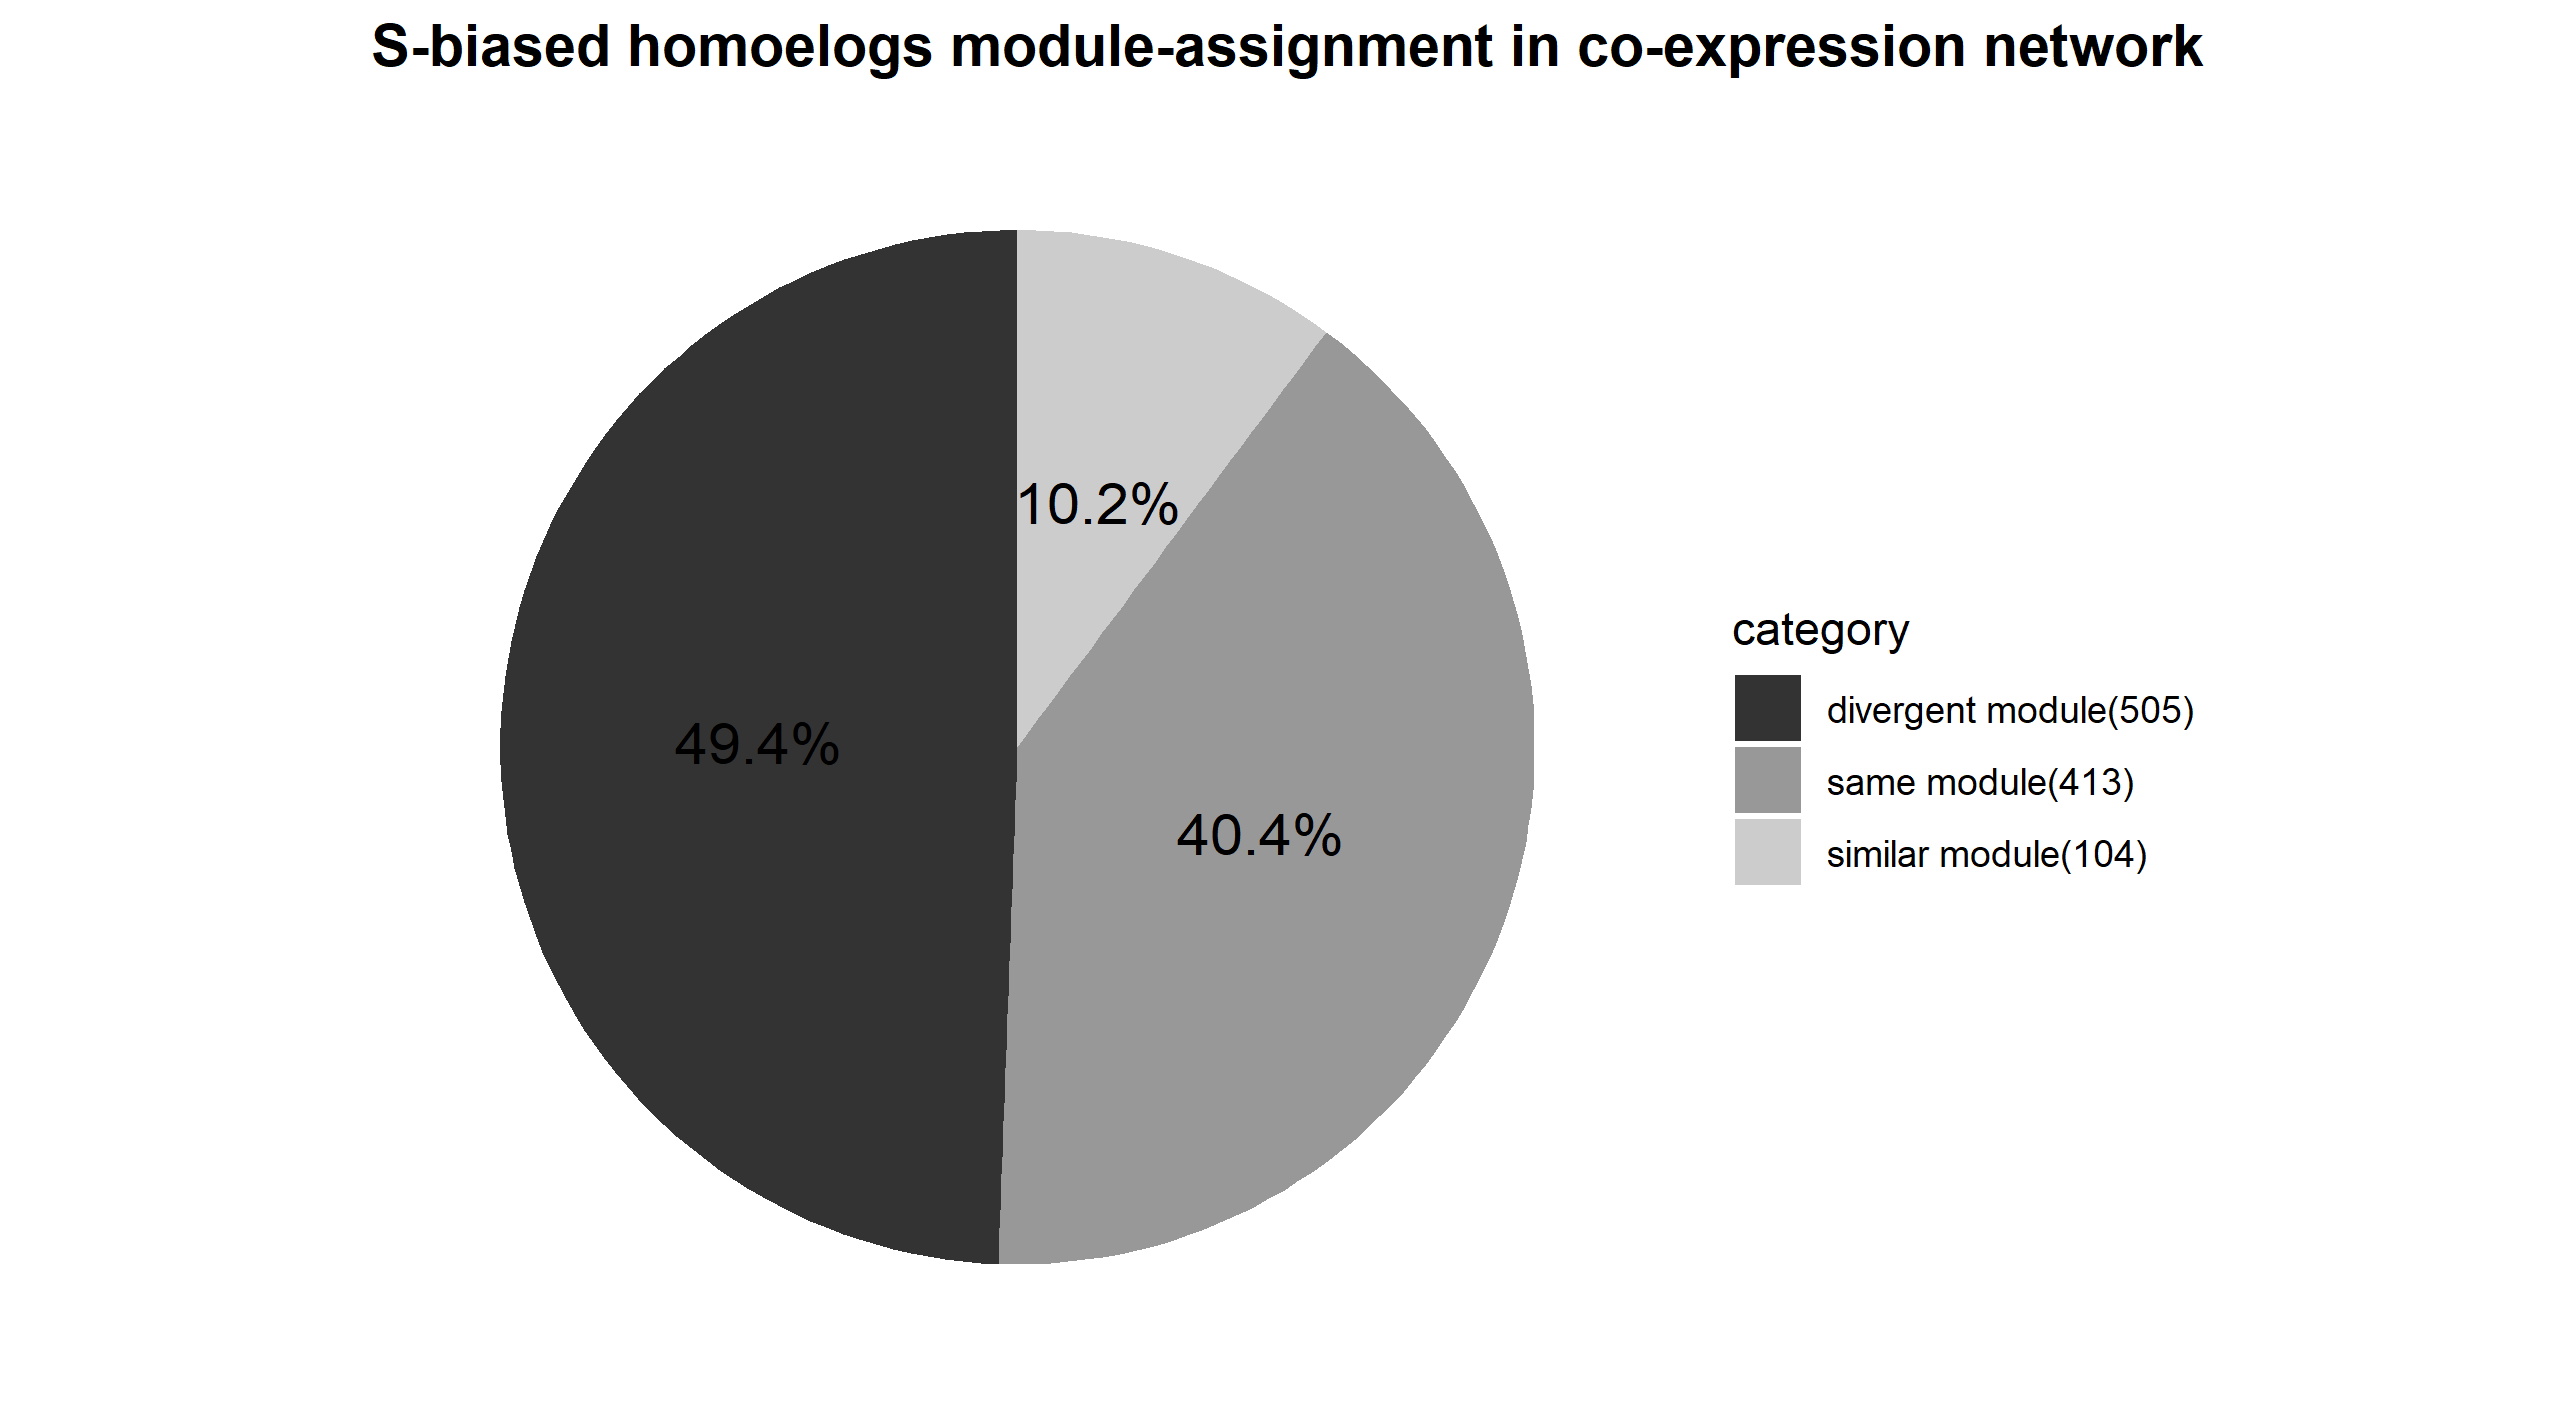 S-biased homoelogs module-assignment in co-expression network
10.2%
49.4%
40.4%
category
divergent module(505)
same module(413)
similar module(104)